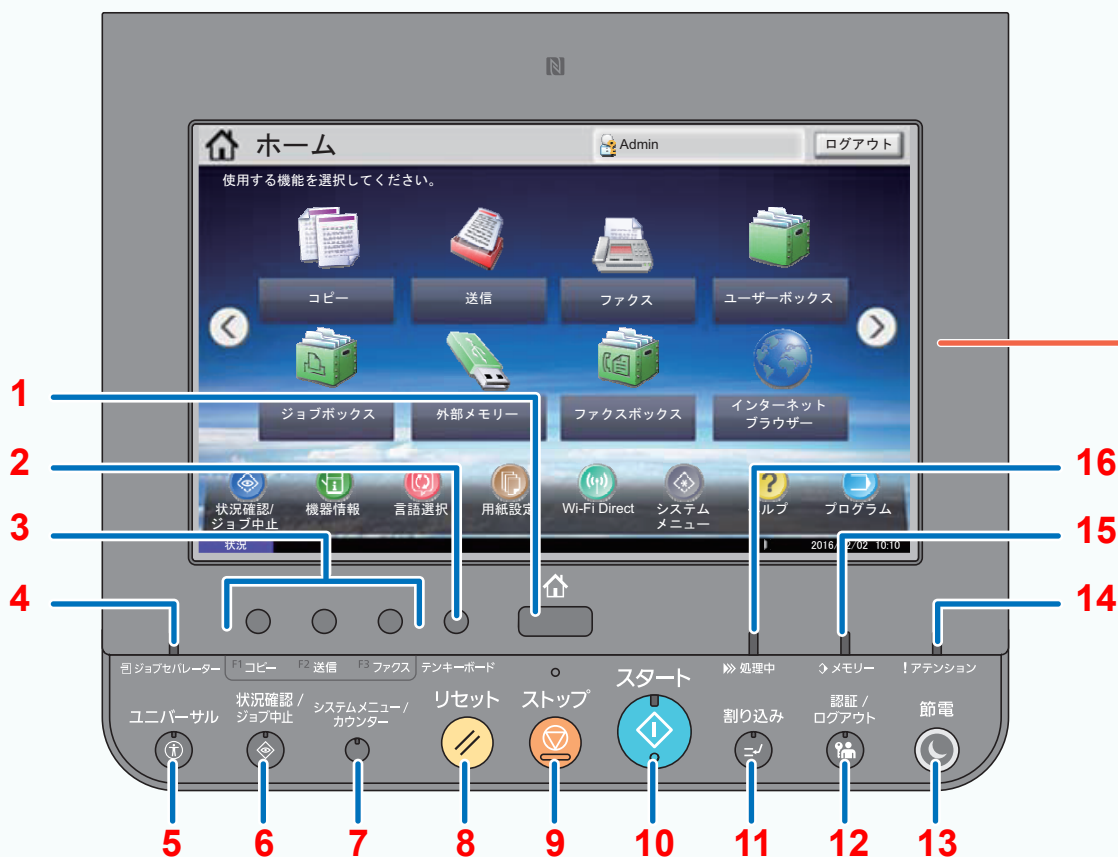 ホーム
Admin
ログアウト
使用する機能を選択してください。
コピー
送信
ファクス
ユーザーボックス
ジョブボックス
外部メモリー
ファクスボックス
インターネット
ブラウザー
状況確認/
ジョブ中止
機器情報
言語選択
用紙設定
Wi-Fi Direct
システム
メニュー
プログラム
状況
10:10
1
2
3
4
16
15
14
ジョブセパレーター
F1 コピー
F2 送信
F3 ファクス
テンキーボード
処理中
メモリー
!アテンション
ユニバーサル
状況確認 /
ジョブ中止
システムメニュー /
カウンター
リセット
ストップ
スタート
割り込み
認証 /
ログアウト
節電
5
6
7
8
9
10
11
12
13